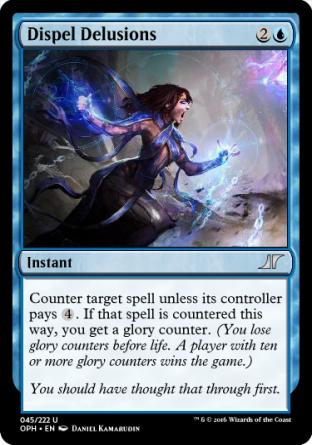 Dispel Delusions 2
Instant
Counter target spell unless its controller
pays 4. If that spell is countered this
way, you get a glory counter. (You lose
glory counters before life. A player with ten
or more glory counters wins the game.)
You should have thought that through first.
045/222 U
OPH • EN DANIEL KAMARUDIN
™ & © 2016 Wizards of the Coast